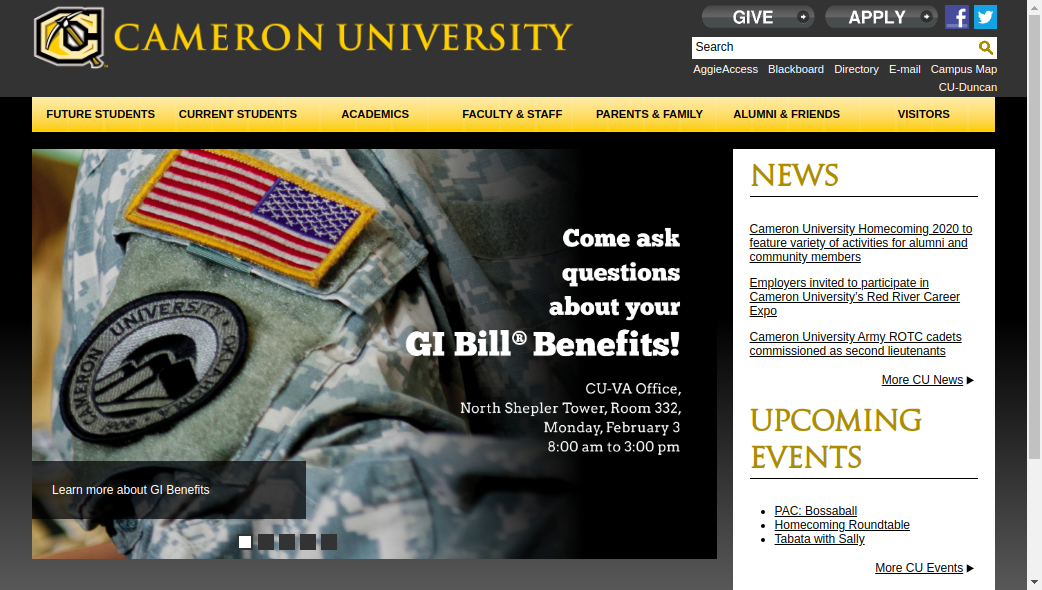 CAMERON UNIVERSITY
GIVE
APPLY
Search
AggieAccess Blackboard Directory E-mail Campus Map
CU-Duncan
FUTURE STUDENTS CURRENT STUDENTS ACADEMICS FACULTY & STAFF PARENTS & FAMILY ALUMNI & FRIENDS VISITORS
CAMERON UNIVERSITY
Come ask
questions
about your
GI Bill® Benefits!
CU-VA Office,
North Shepler Tower, Room 332,
Monday, February 3
8:00 am to 3:00 pm
Learn more about GI Benefits
NEWS
Cameron University Homecoming 2020 to
feature variety of activities for alumni and
community members
Employers invited to participate in
Cameron University's Red River Career
Expo
Cameron University Army ROTC cadets
commissioned as second lieutenants
More CU News
UPCOMING
EVENTS
PAC: Bossaball
Homecoming Roundtable
Tabata with Sally
More CU Events